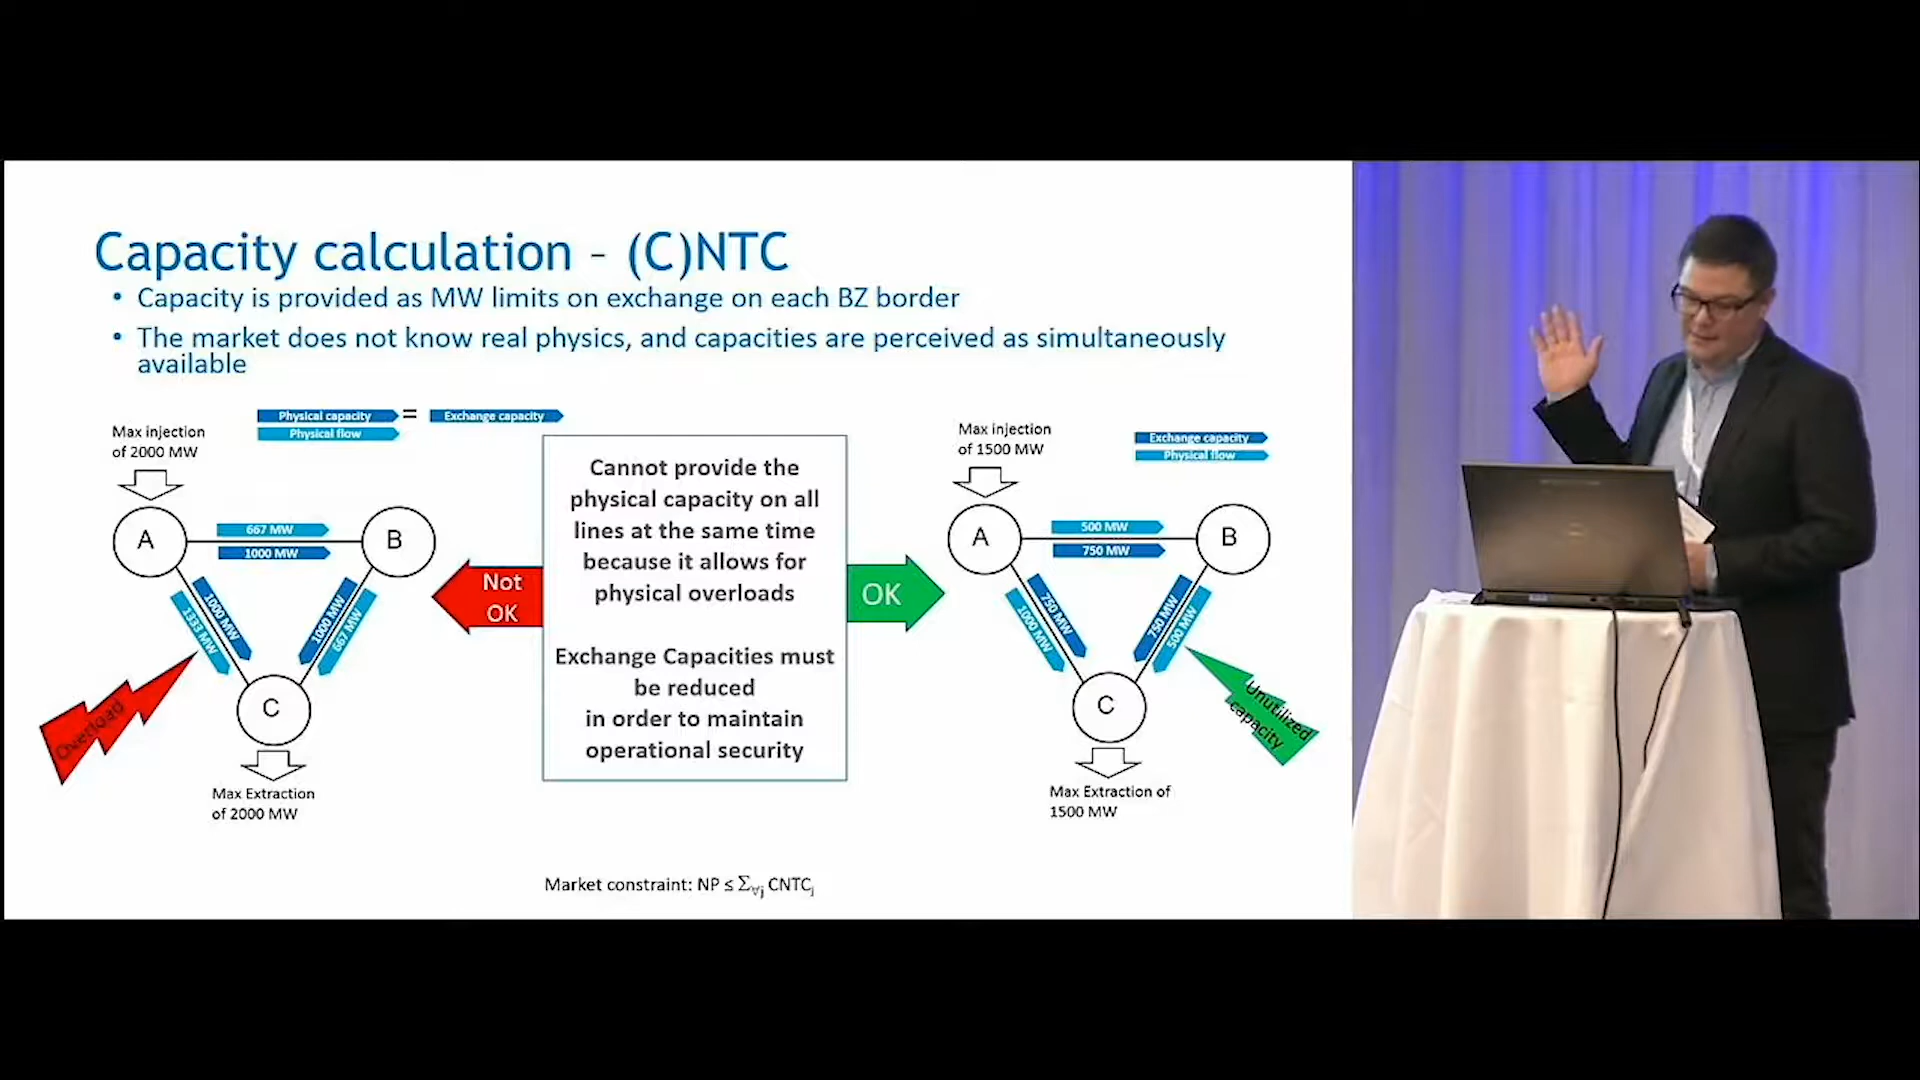 Capacity calculation - (C)NTC
• Capacity is provided as MW limits on exchange on each BZ border
• The market does not know real physics, and capacities are perceived as simultaneously
available
Physical capacity = Exchange capacity
Physical flow
Max injection
of 2000 MW
A
B
C
667 MW
1000 MW
1333 MW
1000 MW
1000 MW
667 MW
Overload
Max Extraction
of 2000 MW
Not
OK
Cannot provide the
physical capacity on all
lines at the same time
because it allows for
physical overloads
Exchange Capacities must
be reduced
in order to maintain
operational security
OK
Max injection
of 1500 MW
Exchange capacity
Physical flow
A
B
C
500 MW
750 MW
1000 MW
750 MW
750 MW
500 MW
Unutilized
capacity
Max Extraction of
1500 MW
Market constraint: NP ≤ Σ∀j CNTCj